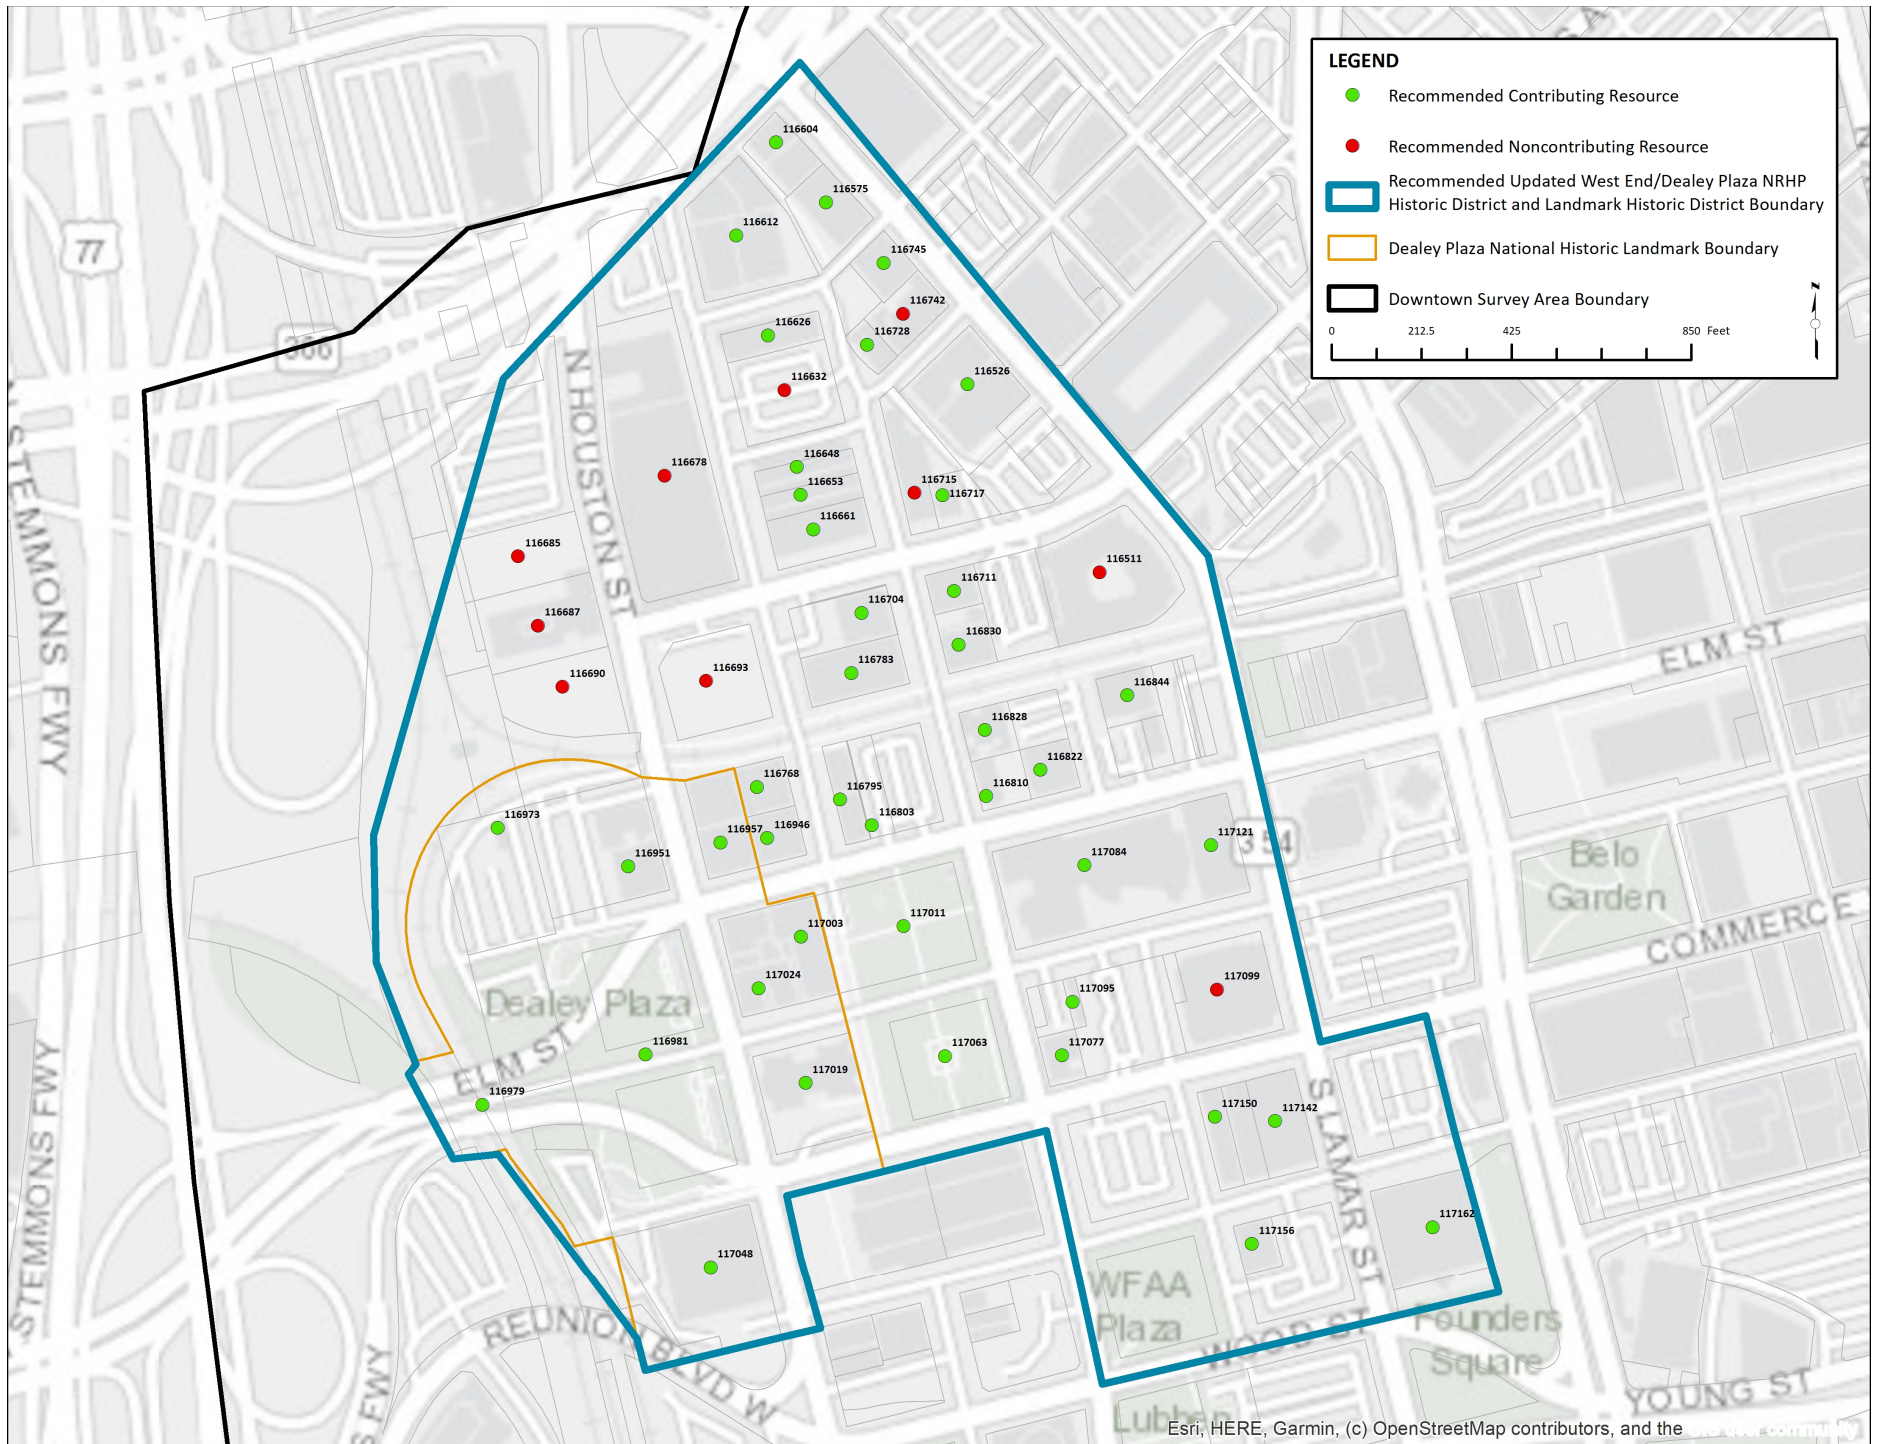 LEGEND
Recommended Contributing Resource
Recommended Noncontributing Resource
Recommended Updated West End/Dealey Plaza NRHP
Historic District and Landmark Historic District Boundary
Dealey Plaza National Historic Landmark Boundary
Downtown Survey Area Boundary
0 212.5 425 850 Feet
z
116604
116575
116612
77
116745
116742
116626
116728
366
116632
116526
N HOUSTON ST
116648
116678
116653
116715
116717
116661
116685
116511
116711
116704
116687
116830
ELM ST
116783
116693
116690
116844
STEMMONS FWY
116828
116822
116768
116795
116810
116803
116973
116957
116946
117121
354
116951
117084
Belo
Garden
117003
117011
COMMERCE
117024
117099
Dealey Plaza
117095
116981
117063
117077
ELM ST
117019
116979
117150
117142
STEMMONS FWY
S LAMAR ST
117162
117156
117048
WFAA
Plaza
REUNION BLVD W
WOOD ST
Founders
Square
S FWY
YOUNG ST
Esri, HERE, Garmin, (c) OpenStreetMap contributors, and the GIS user community